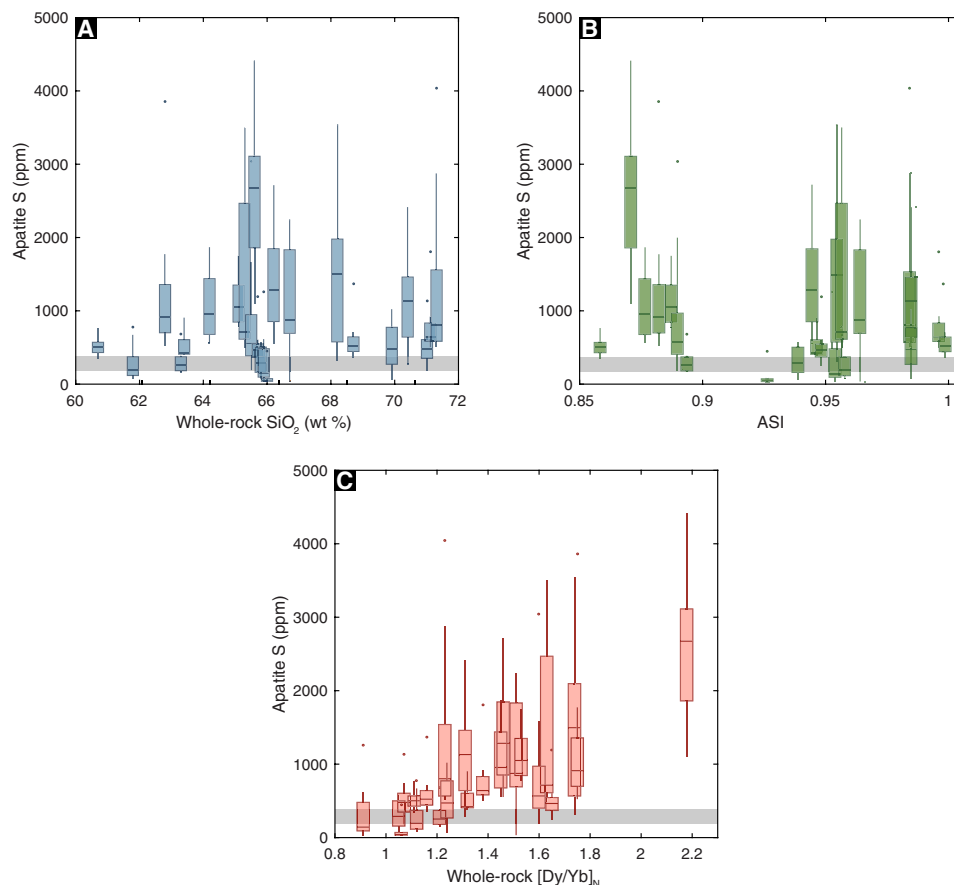 A
5000
4000
3000
2000
1000
0
Apatite S (ppm)
60 62 64 66 68 70 72
Whole-rock SiO₂ (wt %)
B
5000
4000
3000
2000
1000
0
Apatite S (ppm)
0.85 0.9 0.95 1
ASI
C
5000
4000
3000
2000
1000
0
Apatite S (ppm)
0.8 1 1.2 1.4 1.6 1.8 2 2.2
Whole-rock [Dy/Yb]N